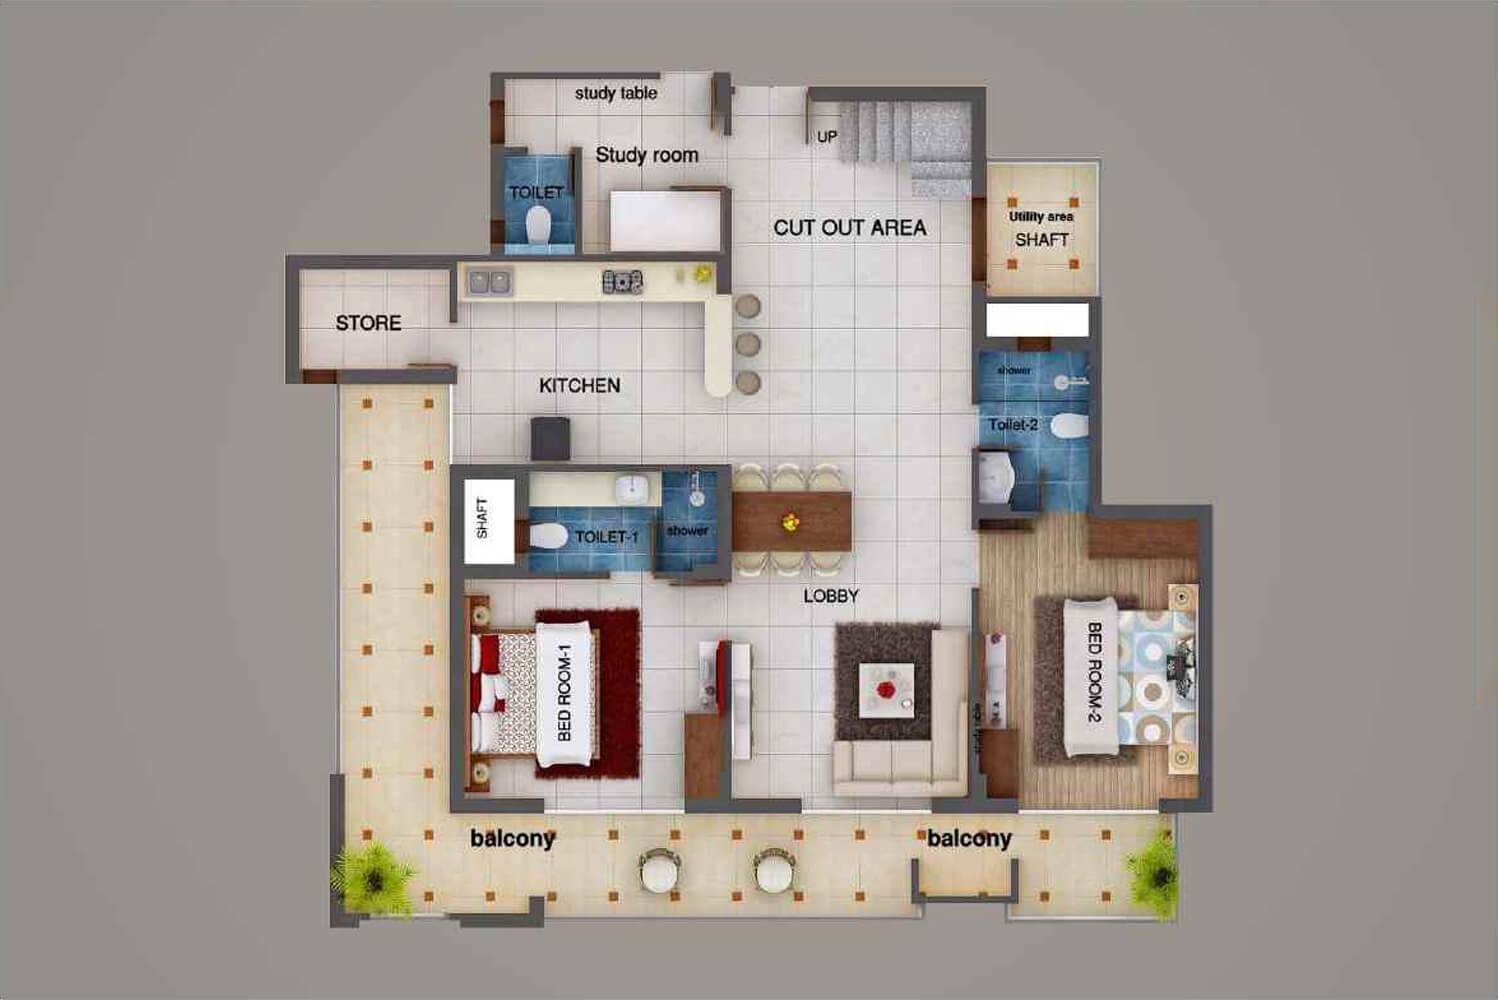 study table
UP
Study room
TOILET
Utility area
SHAFT
CUT OUT AREA
STORE
KITCHEN
shower
Toilet-2
SHAFT
TOILET-1
shower
LOBBY
BED ROOM-1
BED ROOM-2
study table
balcony
balcony